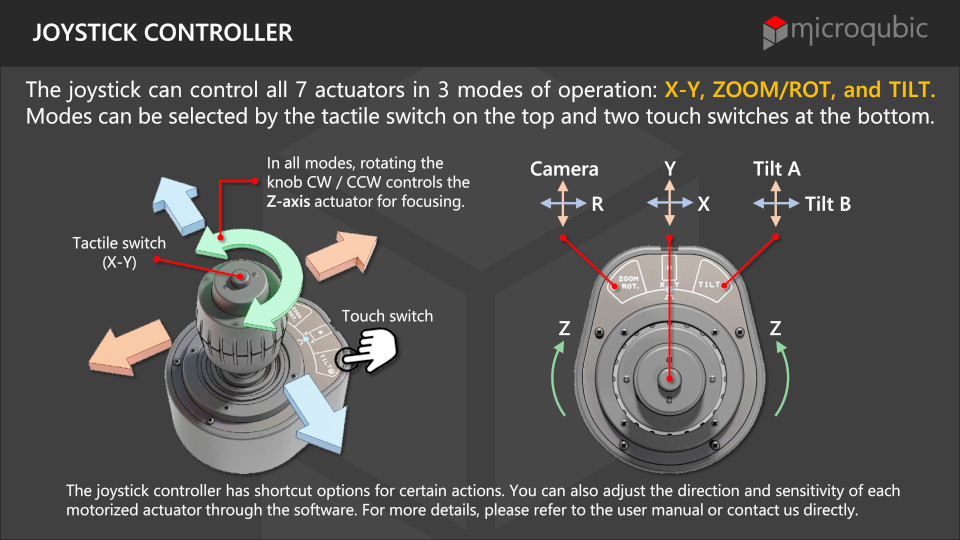 JOYSTICK CONTROLLER
microqubic
The joystick can control all 7 actuators in 3 modes of operation: X-Y, ZOOM/ROT, and TILT.
Modes can be selected by the tactile switch on the top and two touch switches at the bottom.
In all modes, rotating the
knob CW / CCW controls the
Z-axis actuator for focusing.
Tactile switch
(X-Y)
Touch switch
TILT
Camera
R
Y
X
Tilt A
Tilt B
ZOOM
ROT.
X Y
TILT
Z
Z
The joystick controller has shortcut options for certain actions. You can also adjust the direction and sensitivity of each
motorized actuator through the software. For more details, please refer to the user manual or contact us directly.